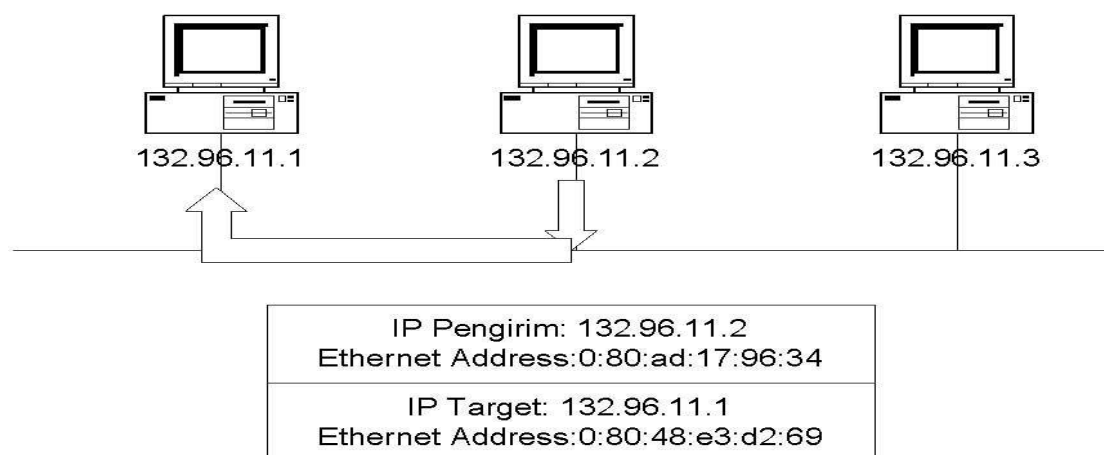 132.96.11.1
132.96.11.2
132.96.11.3
IP Pengirim: 132.96.11.2
Ethernet Address:0:80:ad:17:96:34
IP Target: 132.96.11.1
Ethernet Address:0:80:48:e3:d2:69